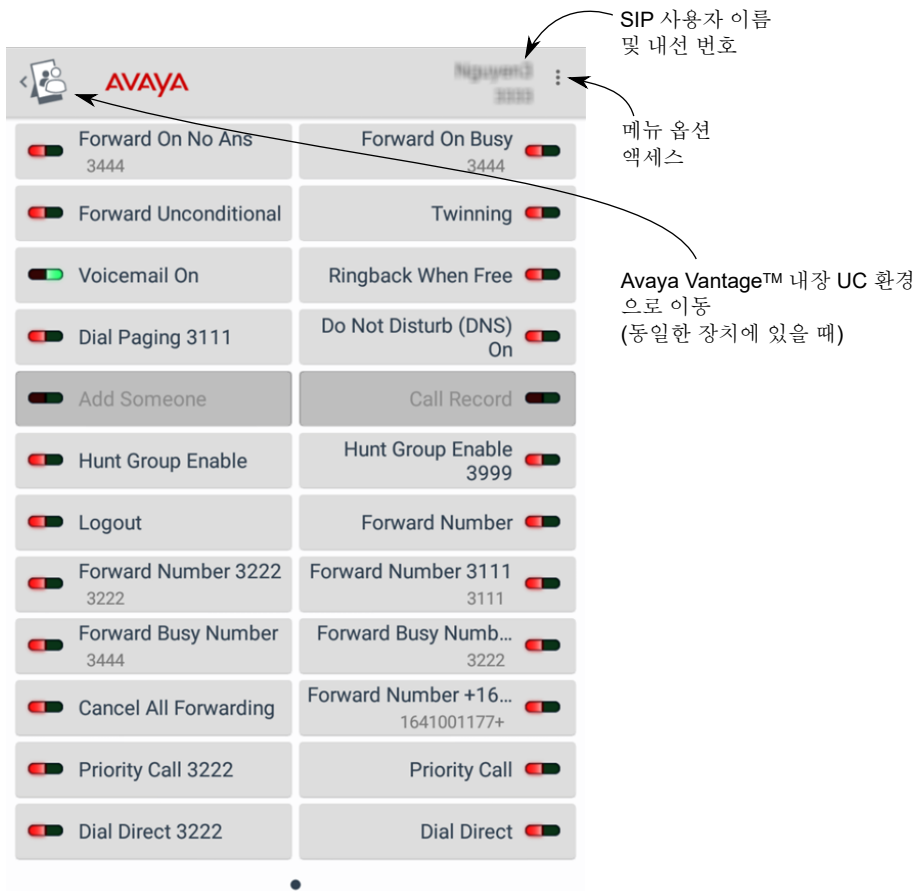 SIP 사용자 이름
및 내선 번호
AVAYA
메뉴 옵션
액세스
Forward On No Ans
3444
Forward On Busy
3444
Forward Unconditional
Twinning
Voicemail On
Ringback When Free
Avaya Vantage™ 내장 UC 환경
으로 이동
(동일한 장치에 있을 때)
Dial Paging 3111
Do Not Disturb (DNS)
On
Add Someone
Call Record
Hunt Group Enable
Hunt Group Enable
3999
Logout
Forward Number
Forward Number 3222
3222
Forward Number 3111
3111
Forward Busy Number
3444
Forward Busy Numb...
3222
Cancel All Forwarding
Forward Number +16...
1641001177+
Priority Call 3222
Priority Call
Dial Direct 3222
Dial Direct